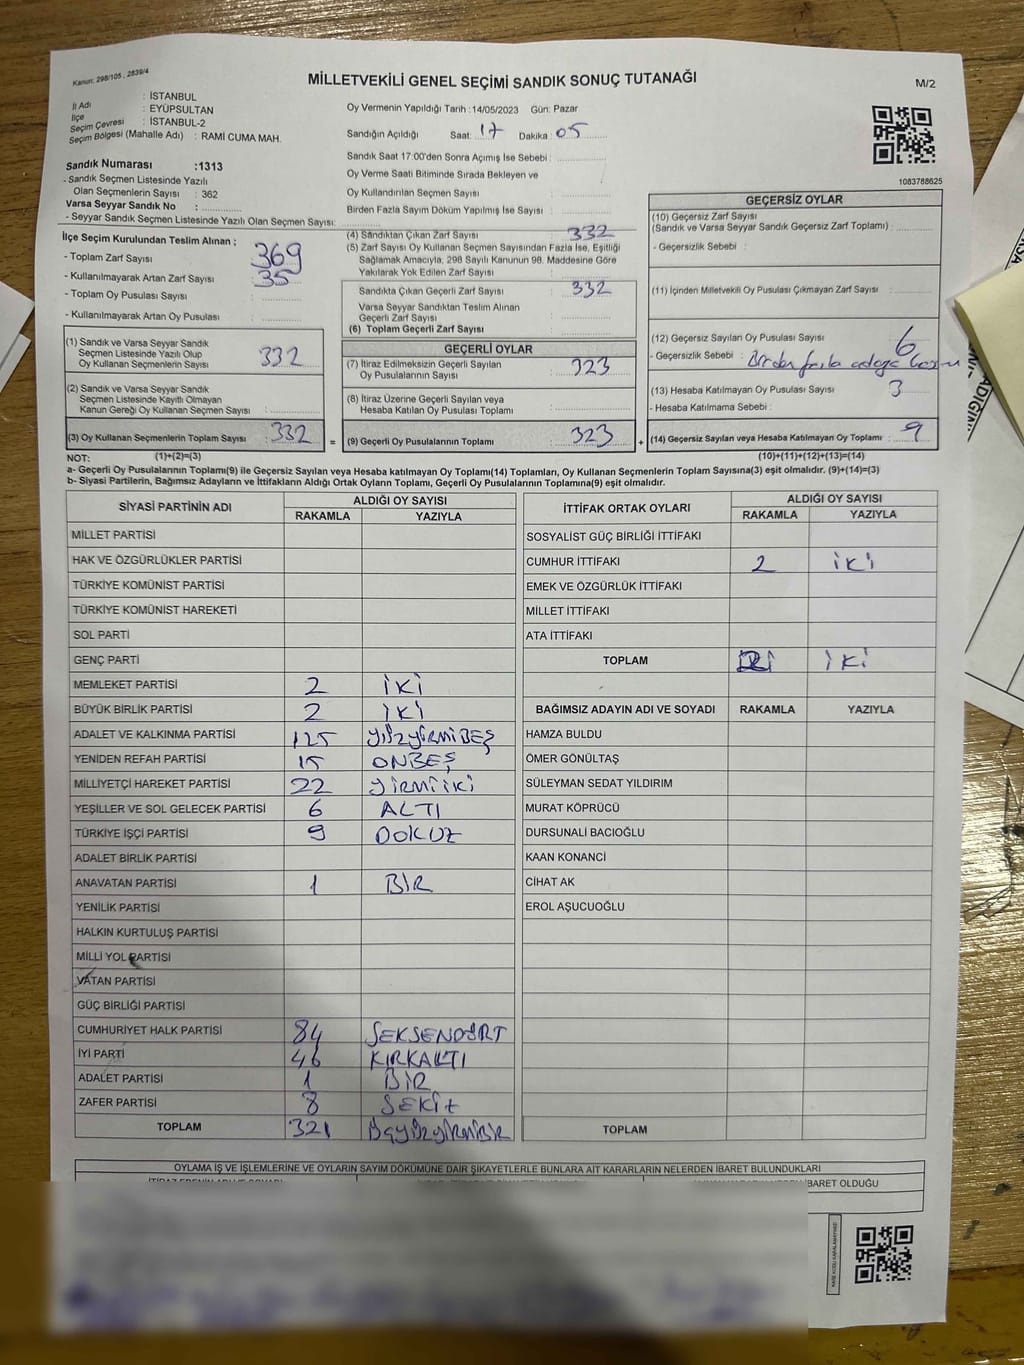 Kanun: 298/105 , 2839/4
MİLLETVEKİLİ GENEL SEÇİMİ SANDIK SONUÇ TUTANAĞI
M/2
İl Adı : İSTANBUL
İlçe : EYÜPSULTAN
Seçim Çevresi : İSTANBUL-2
Seçim Bölgesi (Mahalle Adı) : RAMİ CUMA MAH.
Sandık Numarası :1313
- Sandık Seçmen Listesinde Yazılı
Olan Seçmenlerin Sayısı : 362
Varsa Seyyar Sandık No :
- Seyyar Sandık Seçmen Listesinde Yazılı Olan Seçmen Sayısı:
Oy Vermenin Yapıldığı Tarih :14/05/2023 Gün: Pazar
Sandığın Açıldığı Saat: 17 Dakika : 05
Sandık Saat 17:00'den Sonra Açımış İse Sebebi :
Oy Verme Saati Bitiminde Sırada Bekleyen ve
Oy Kullandırılan Seçmen Sayısı :
Birden Fazla Sayım Döküm Yapılmış İse Sayısı :
1083788625
İlçe Seçim Kurulundan Teslim Alınan ;
- Toplam Zarf Sayısı : 369
- Kullanılmayarak Artan Zarf Sayısı : 35
- Toplam Oy Pusulası Sayısı :
- Kullanılmayarak Artan Oy Pusulası :
(4) Sandıktan Çıkan Zarf Sayısı : 332
(5) Zarf Sayısı Oy Kullanan Seçmen Sayısından Fazla İse, Eşitliği
Sağlamak Amacıyla, 298 Sayılı Kanunun 98. Maddesine Göre
Yakılarak Yok Edilen Zarf Sayısı :
Sandıkta Çıkan Geçerli Zarf Sayısı : 332
Varsa Seyyar Sandıktan Teslim Alınan
Geçerli Zarf Sayısı :
(6) Toplam Geçerli Zarf Sayısı :
GEÇERSİZ OYLAR
(10) Geçersiz Zarf Sayısı
(Sandık ve Varsa Seyyar Sandık Geçersiz Zarf Toplamı) :
- Geçersizlik Sebebi :
(11) İçinden Milletvekili Oy Pusulası Çıkmayan Zarf Sayısı :
(12) Geçersiz Sayılan Oy Pusulası Sayısı : 6
- Geçersizlik Sebebi : Birden fazla adaya
(13) Hesaba Katılmayan Oy Pusulası Sayısı : 3
- Hesaba Katılmama Sebebi :
(14) Geçersiz Sayılan veya Hesaba Katılmayan Oy Toplamı : 9
(1) Sandık ve Varsa Seyyar Sandık
Seçmen Listesinde Yazılı Olup
Oy Kullanan Seçmenlerin Sayısı : 332
(2) Sandık ve Varsa Seyyar Sandık
Seçmen Listesinde Kayıtlı Olmayan
Kanun Gereği Oy Kullanan Seçmen Sayısı :
(3) Oy Kullanan Seçmenlerin Toplam Sayısı : 332 =
GEÇERLİ OYLAR
(7) İtiraz Edilmeksizin Geçerli Sayılan
Oy Pusulalarının Sayısı : 323
(8) İtiraz Üzerine Geçerli Sayılan veya
Hesaba Katılan Oy Pusulası Toplamı :
(9) Geçerli Oy Pusulalarının Toplamı : 323 +
NOT: (1)+(2)=(3) (10)+(11)+(12)+(13)=(14)
a- Geçerli Oy Pusulalarının Toplamı(9) ile Geçersiz Sayılan veya Hesaba katılmayan Oy Toplamı(14) Toplamları, Oy Kullanan Seçmenlerin Toplam Sayısına(3) eşit olmalıdır. (9)+(14)=(3)
b- Siyasi Partilerin, Bağımsız Adayların ve İttifakların Aldığı Ortak Oyların Toplamı, Geçerli Oy Pusulalarının Toplamına(9) eşit olmalıdır.
SİYASİ PARTİNİN ADI ALDIĞI OY SAYISI
RAKAMLA YAZIYLA
MİLLET PARTİSİ
HAK VE ÖZGÜRLÜKLER PARTİSİ
TÜRKİYE KOMÜNİST PARTİSİ
TÜRKİYE KOMÜNİST HAREKETİ
SOL PARTİ
GENÇ PARTİ
MEMLEKET PARTİSİ 2 İKİ
BÜYÜK BİRLİK PARTİSİ 2 İKİ
ADALET VE KALKINMA PARTİSİ 125 YÜZYİRMİBEŞ
YENİDEN REFAH PARTİSİ 15 ONBEŞ
MİLLİYETÇİ HAREKET PARTİSİ 22 YİRMİİKİ
YEŞİLLER VE SOL GELECEK PARTİSİ 6 ALTI
TÜRKİYE İŞÇİ PARTİSİ 9 DOKUZ
ADALET BİRLİK PARTİSİ
ANAVATAN PARTİSİ 1 BİR
YENİLİK PARTİSİ
HALKIN KURTULUŞ PARTİSİ
MİLLİ YOL PARTİSİ
VATAN PARTİSİ
GÜÇ BİRLİĞİ PARTİSİ
CUMHURİYET HALK PARTİSİ 84 SEKSENDÖRT
İYİ PARTİ 46 KIRKALTI
ADALET PARTİSİ 1 BİR
ZAFER PARTİSİ 8 SEKİZ
TOPLAM 321 üçyüzyirmiBİR
İTTİFAK ORTAK OYLARI ALDIĞI OY SAYISI
RAKAMLA YAZIYLA
SOSYALİST GÜÇ BİRLİĞİ İTTİFAKI
CUMHUR İTTİFAKI 2 İKİ
EMEK VE ÖZGÜRLÜK İTTİFAKI
MİLLET İTTİFAKI
ATA İTTİFAKI
TOPLAM İKİ
BAĞIMSIZ ADAYIN ADI VE SOYADI RAKAMLA YAZIYLA
HAMZA BULDU
ÖMER GÖNÜLTAŞ
SÜLEYMAN SEDAT YILDIRIM
MURAT KÖPRÜCÜ
DURSUNALİ BACIOĞLU
KAAN KONANCİ
CİHAT AK
EROL AŞUCUOĞLU
TOPLAM
OYLAMA İŞ VE İŞLEMLERİNE VE OYLARIN SAYIM DÖKÜMÜNE DAİR ŞİKAYETLERLE BUNLARA AİT KARARLARIN NELERDEN İBARET BULUNDUKLARI
İBARET OLDUĞU